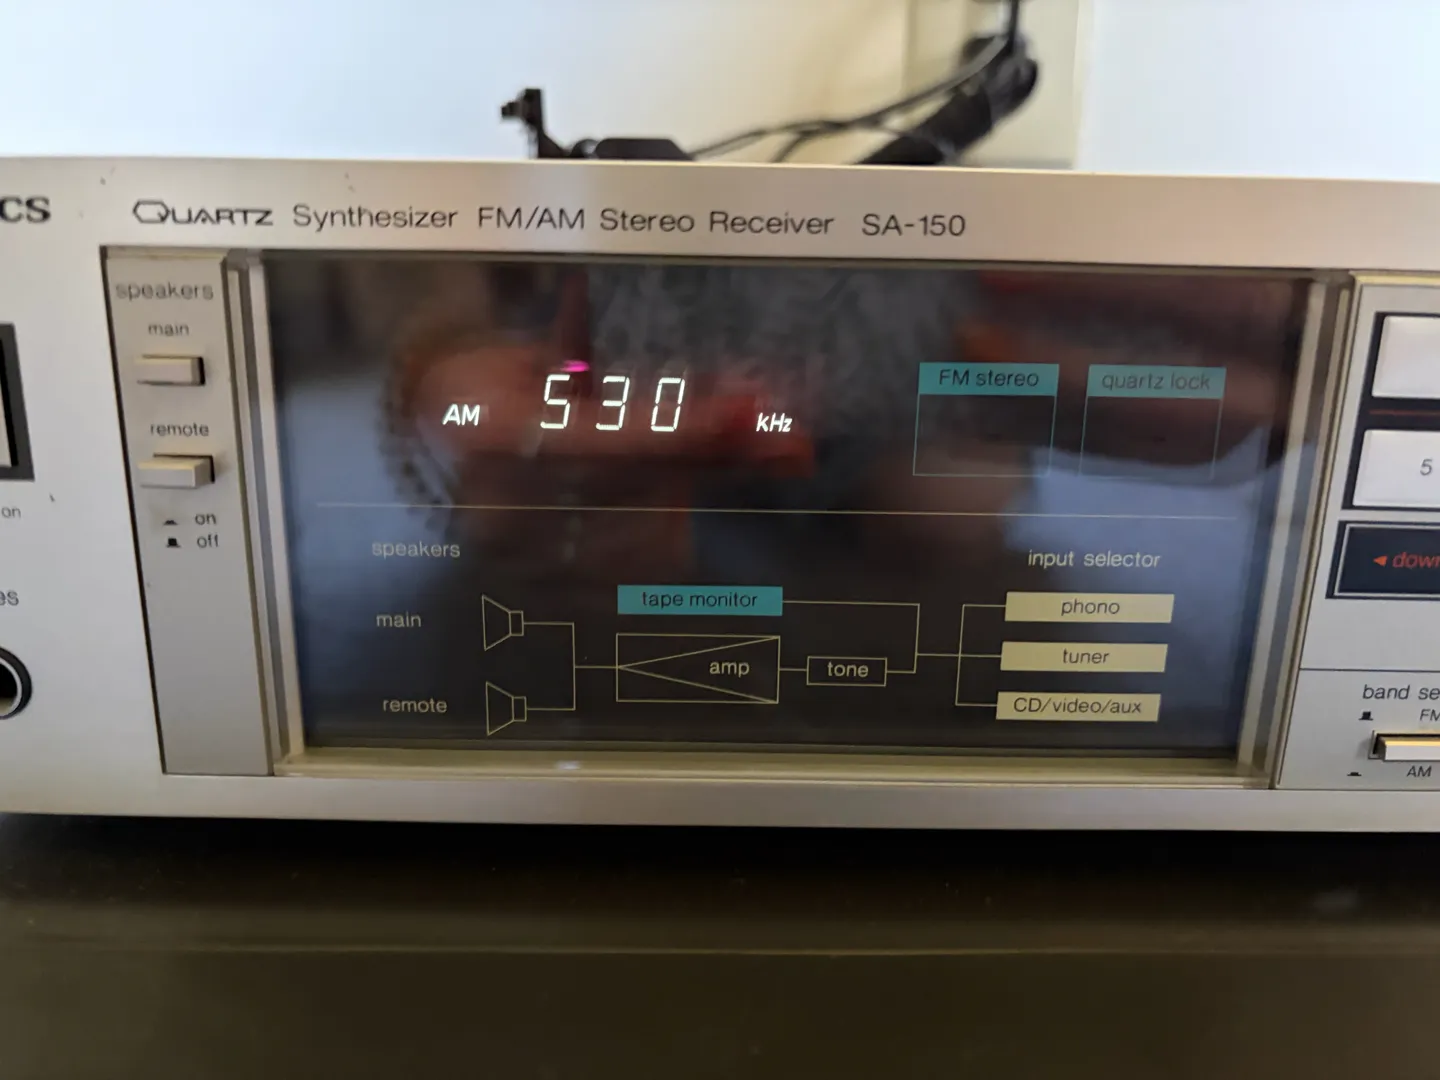 CS
QUARTZ Synthesizer FM/AM Stereo Receiver SA-150
speakers
main
remote
on
off
on
es
AM 530 kHz
FM stereo
quartz lock
speakers
main
remote
tape monitor
amp
tone
input selector
phono
tuner
CD/video/aux
5
◄ down
band se
FM
AM